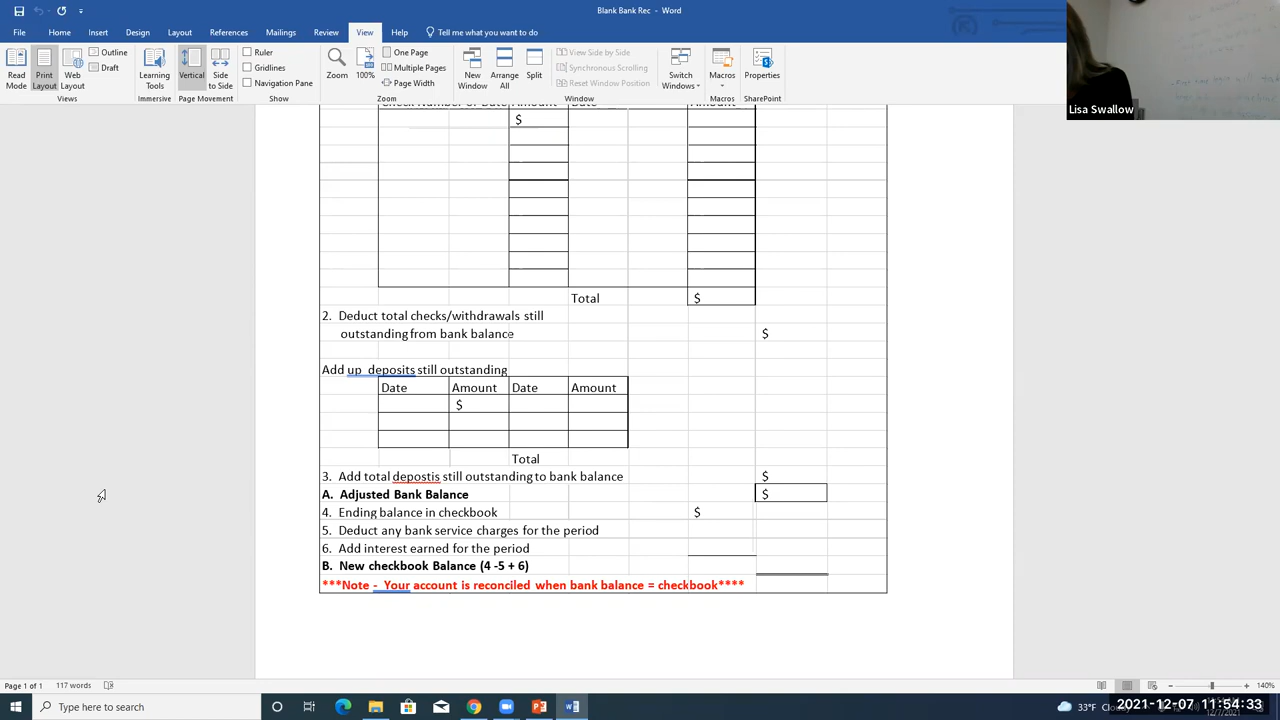 Blank Bank Rec - Word
File Home Insert Design Layout References Mailings Review View Help Tell me what you want to do
Read Mode
Print Layout
Web Layout
Outline
Draft
Views
Learning Tools
Immersive
Vertical
Side to Side
Page Movement
Ruler
Gridlines
Navigation Pane
Show
Zoom
100%
One Page
Multiple Pages
Page Width
Zoom
New Window
Arrange All
Split
View Side by Side
Synchronous Scrolling
Reset Window Position
Window
Switch Windows
Macros
Macros
Properties
SharePoint
Lisa Swallow
Check Number or Date Amount Date Amount
$
Total $
2. Deduct total checks/withdrawals still
outstanding from bank balance $
Add up deposits still outstanding
Date Amount Date Amount
$
Total
3. Add total depostis still outstanding to bank balance $
A. Adjusted Bank Balance $
4. Ending balance in checkbook $
5. Deduct any bank service charges for the period
6. Add interest earned for the period
B. New checkbook Balance (4 -5 + 6)
***Note - Your account is reconciled when bank balance = checkbook****
Page 1 of 1 117 words
140%
Type here to search
33°F
2021-12-07 11:54:33